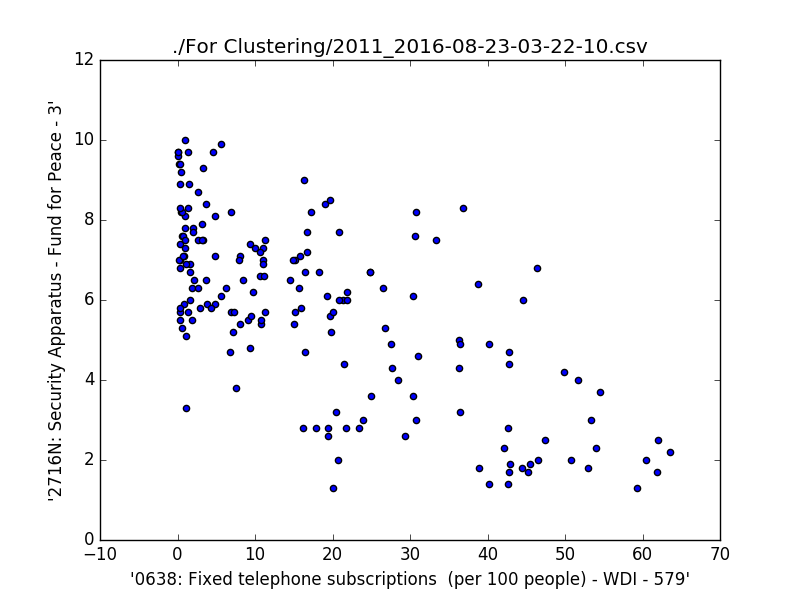 ./For Clustering/2011_2016-08-23-03-22-10.csv
'2716N: Security Apparatus - Fund for Peace - 3'
12
10
8
6
4
2
0
−10 0 10 20 30 40 50 60 70
'0638: Fixed telephone subscriptions  (per 100 people) - WDI - 579'